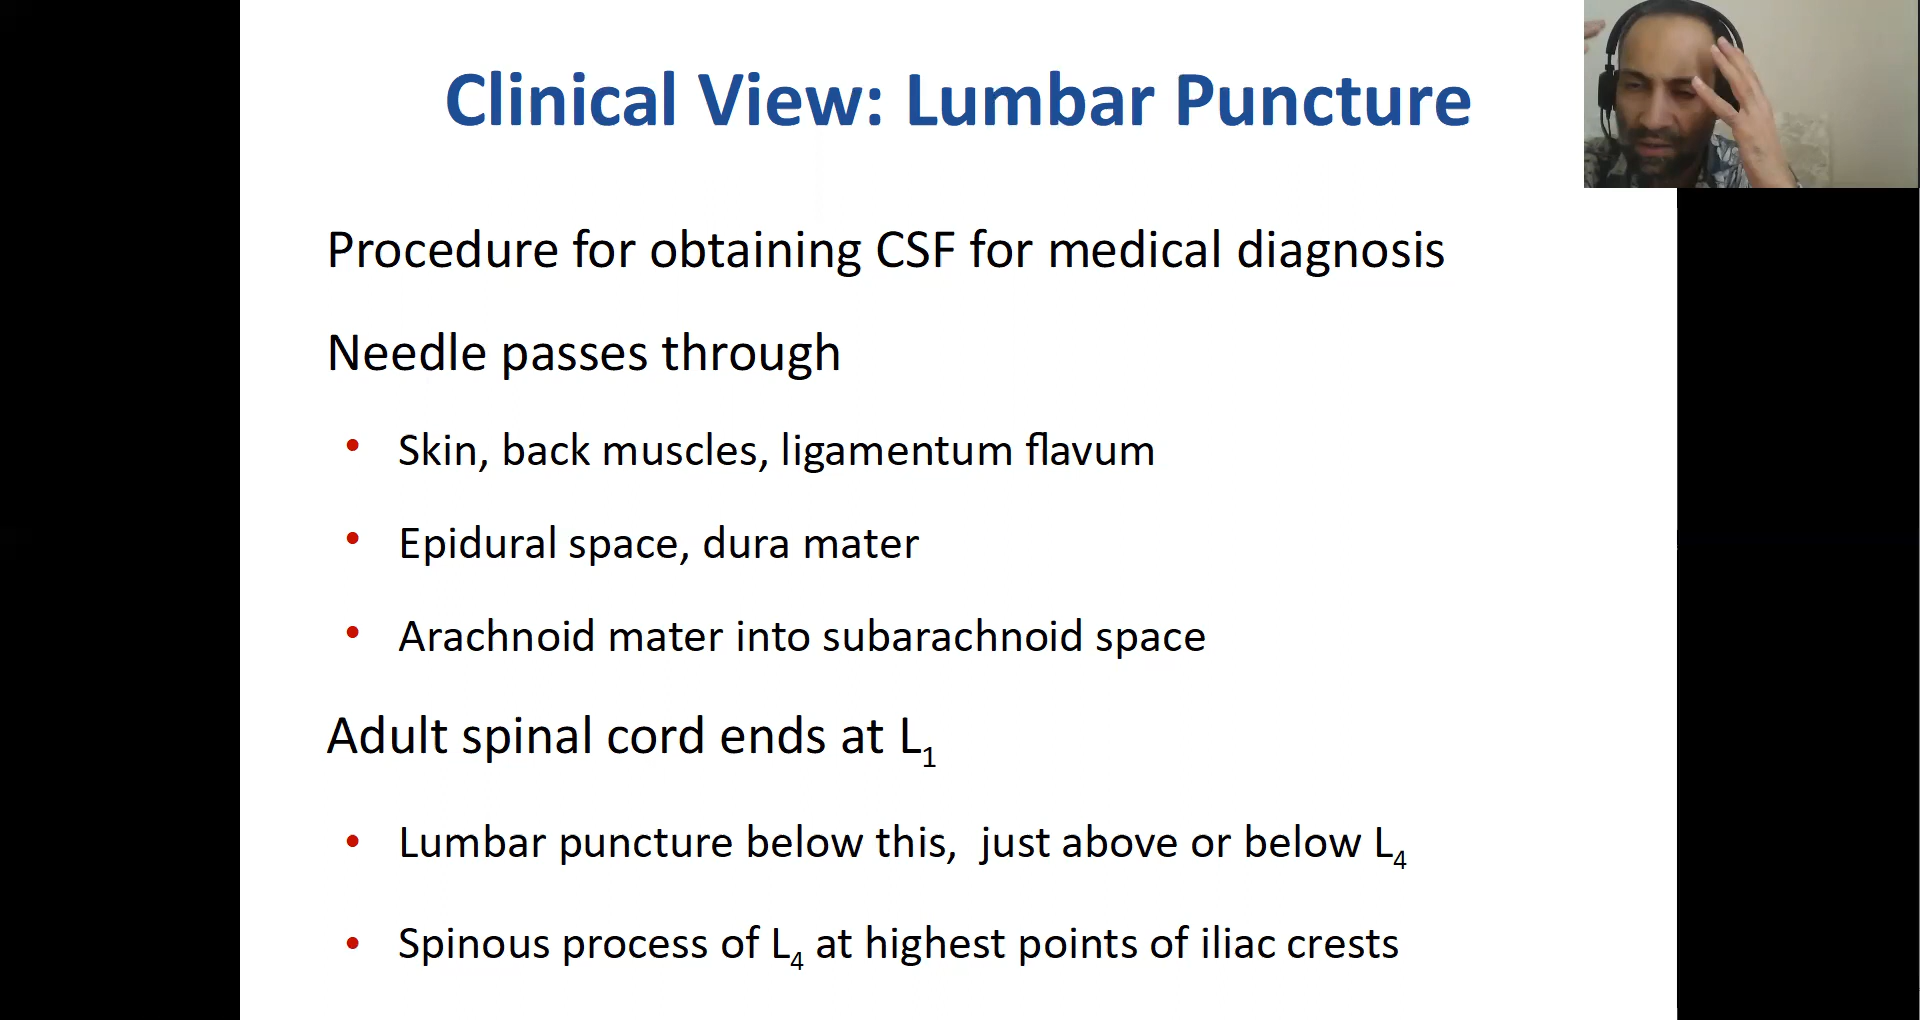 Clinical View: Lumbar Puncture
Procedure for obtaining CSF for medical diagnosis
Needle passes through
• Skin, back muscles, ligamentum flavum
• Epidural space, dura mater
• Arachnoid mater into subarachnoid space
Adult spinal cord ends at L1
• Lumbar puncture below this,  just above or below L4
• Spinous process of L4 at highest points of iliac crests